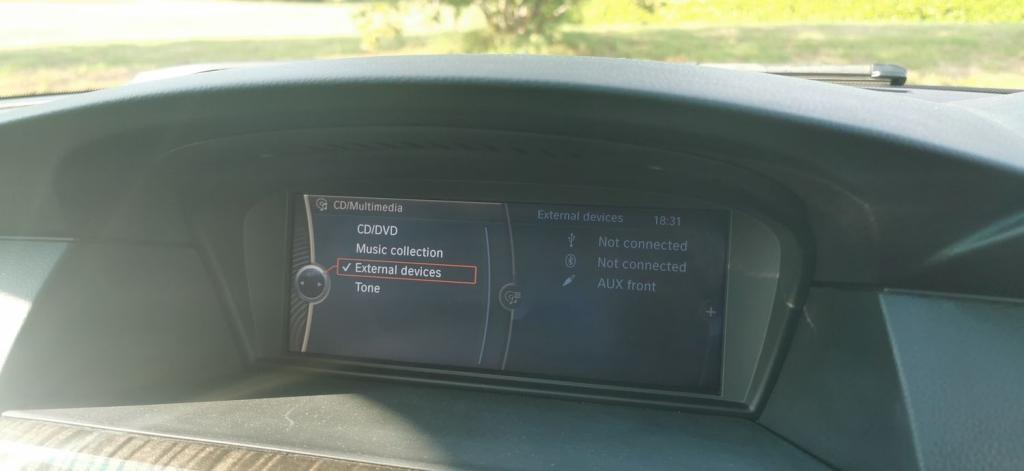 CD/Multimedia
CD/DVD
Music collection
External devices
Tone
External devices 18:31
Not connected
Not connected
AUX front